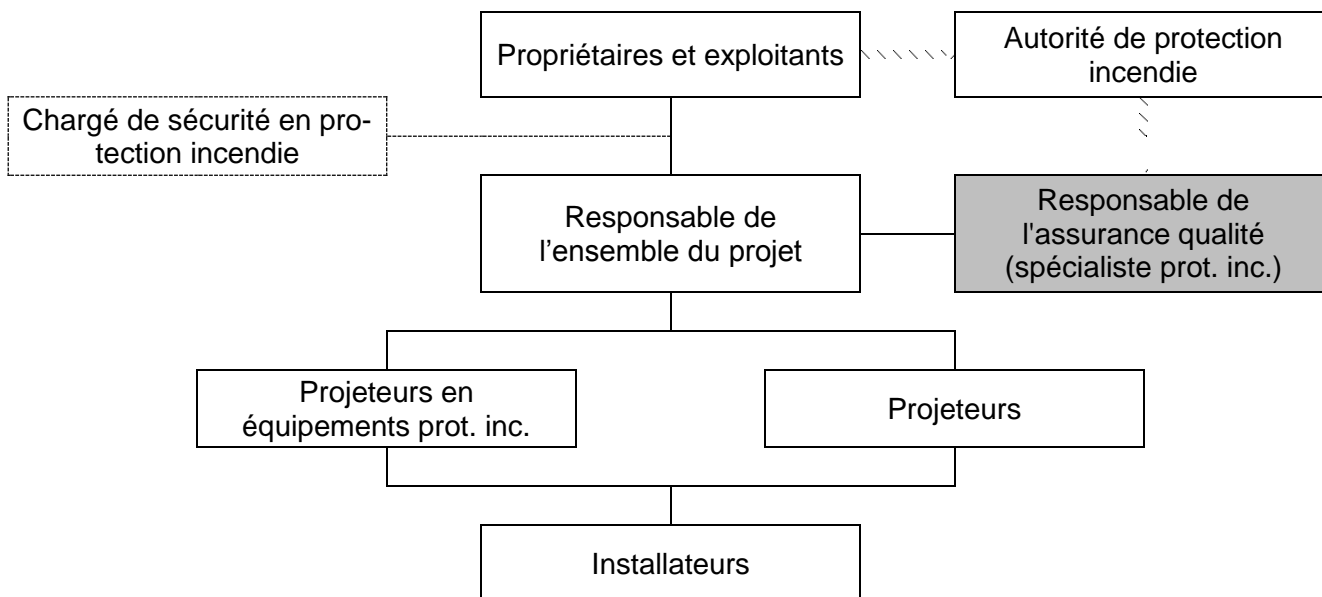 Propriétaires et exploitants
Autorité de protection
incendie
Chargé de sécurité en pro-
tection incendie
Responsable de
l’ensemble du projet
Responsable de
l'assurance qualité
(spécialiste prot. inc.)
Projeteurs en
équipements prot. inc.
Projeteurs
Installateurs